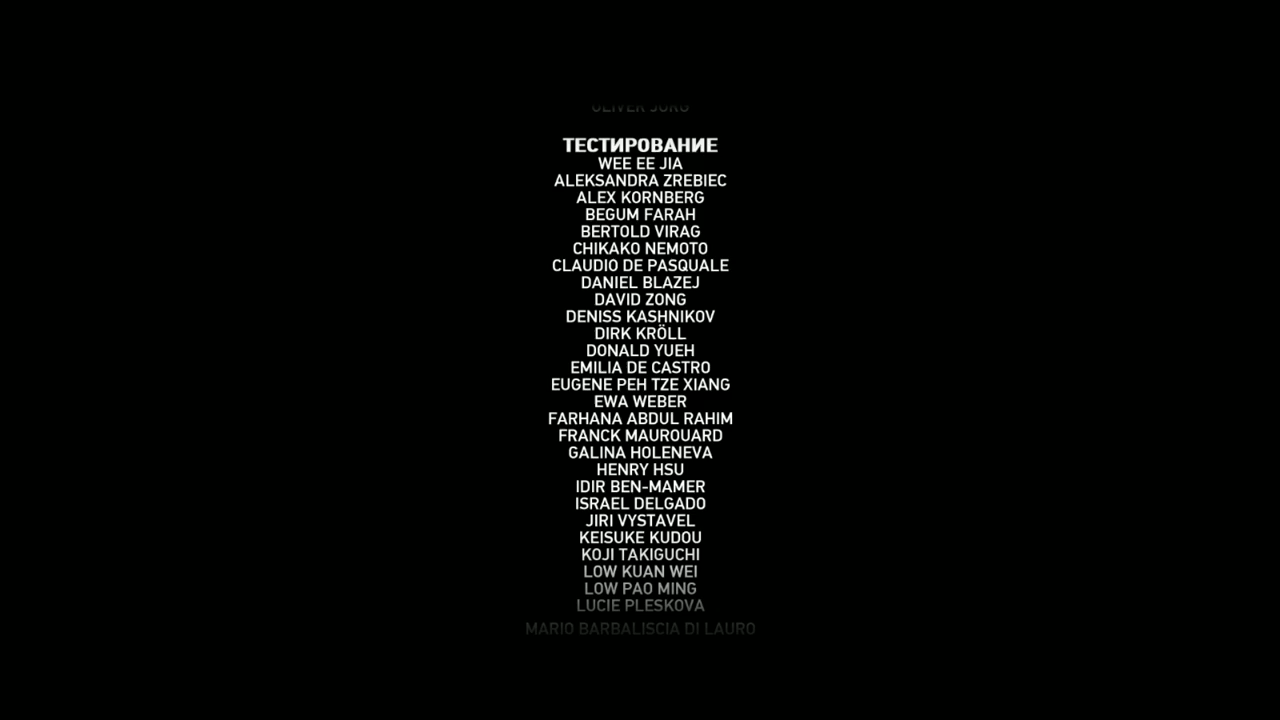 OLIVER JORG
ТЕСТИРОВАНИЕ
WEE EE JIA
ALEKSANDRA ZREBIEC
ALEX KORNBERG
BEGUM FARAH
BERTOLD VIRAG
CHIKAKO NEMOTO
CLAUDIO DE PASQUALE
DANIEL BLAZEJ
DAVID ZONG
DENISS KASHNIKOV
DIRK KRÖLL
DONALD YUEH
EMILIA DE CASTRO
EUGENE PEH TZE XIANG
EWA WEBER
FARHANA ABDUL RAHIM
FRANCK MAUROUARD
GALINA HOLENEVA
HENRY HSU
IDIR BEN-MAMER
ISRAEL DELGADO
JIRI VYSTAVEL
KEISUKE KUDOU
KOJI TAKIGUCHI
LOW KUAN WEI
LOW PAO MING
LUCIE PLESKOVA
MARIO BARBALISCIA DI LAURO